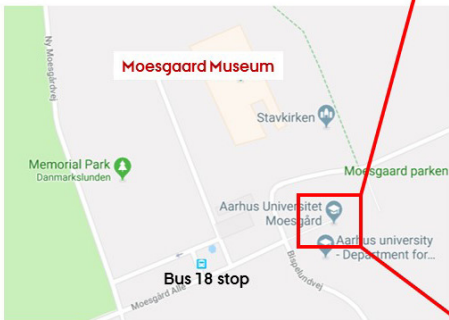 Ny Moesgårdvej
Moesgaard Museum
Stavkirken
Memorial Park
Danmarkslunden
Moesgaard parken
Aarhus Universitet
Moesgård
Aarhus university
- Department for...
Bus 18 stop
Moesgård Allé
Bispelundvej